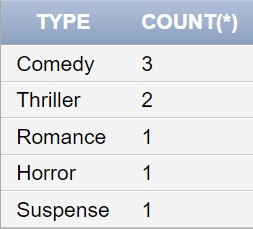 TYPE COUNT(*)
Comedy 3
Thriller 2
Romance 1
Horror 1
Suspense 1